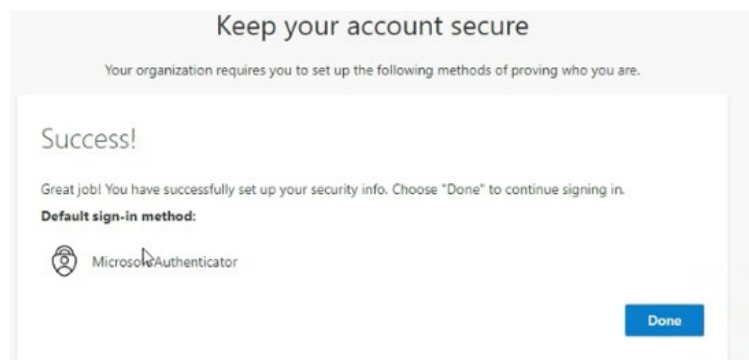 Keep your account secure
Your organization requires you to set up the following methods of proving who you are.
Success!
Great job! You have successfully set up your security info. Choose "Done" to continue signing in.
Default sign-in method:
Microsoft Authenticator
Done